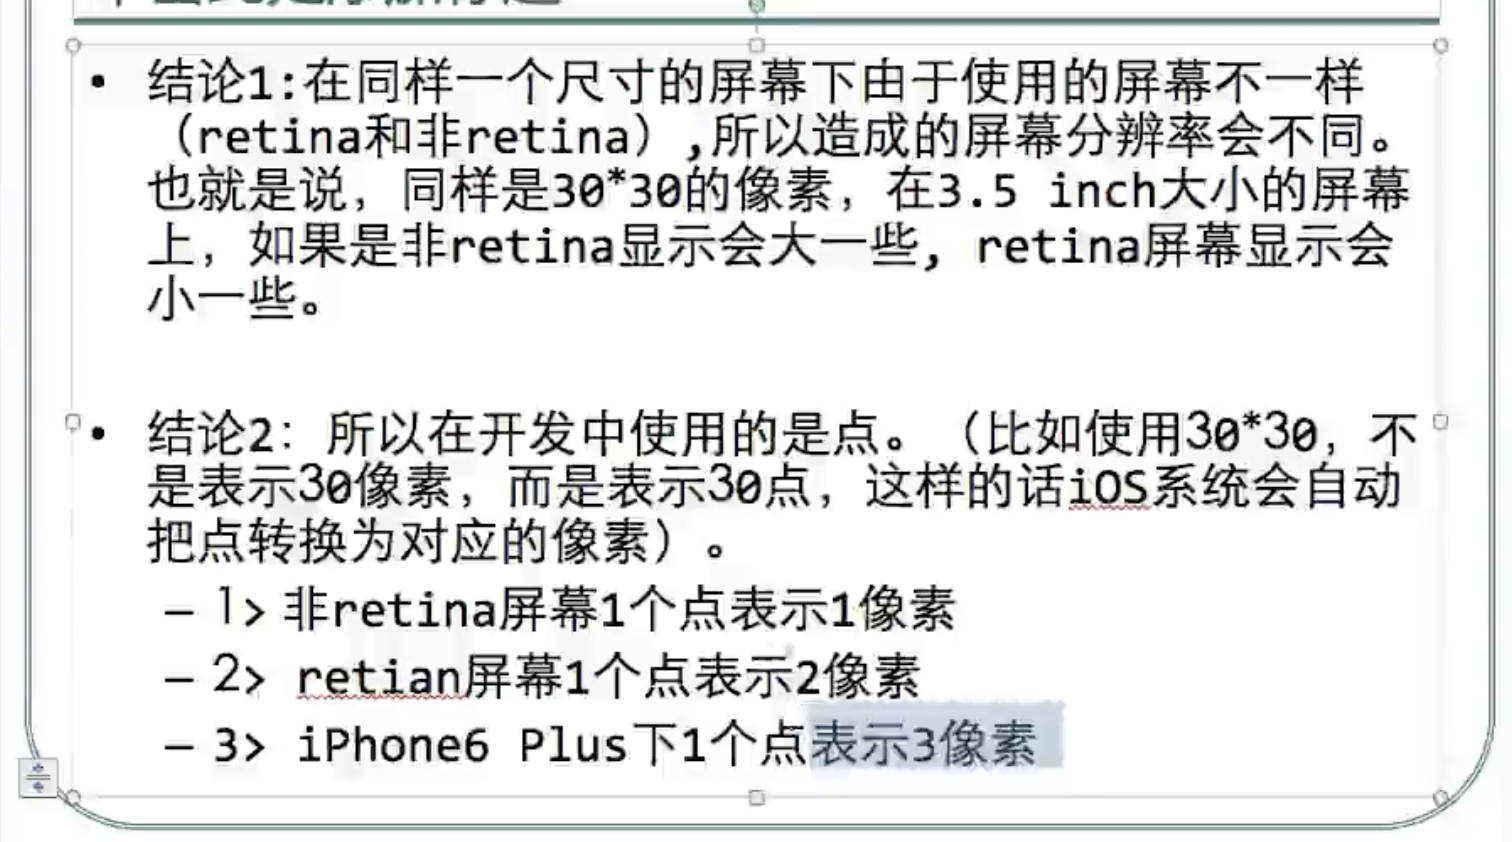 • 结论1:在同样一个尺寸的屏幕下由于使用的屏幕不一样
（retina和非retina）,所以造成的屏幕分辨率会不同。
也就是说，同样是30*30的像素，在3.5 inch大小的屏幕
上，如果是非retina显示会大一些, retina屏幕显示会
小一些。
• 结论2：所以在开发中使用的是点。（比如使用30*30，不
是表示30像素，而是表示30点，这样的话iOS系统会自动
把点转换为对应的像素）。
– 1> 非retina屏幕1个点表示1像素
– 2> retian屏幕1个点表示2像素
– 3> iPhone6 Plus下1个点表示3像素